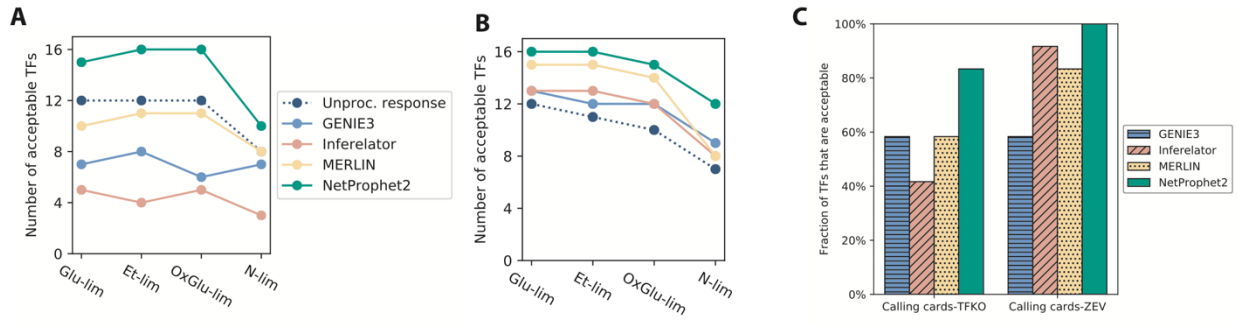 A
Number of acceptable TFs
16
12
8
4
0
Glu-lim
Et-lim
OxGlu-lim
N-lim
Unproc. response
GENIE3
Inferelator
MERLIN
NetProphet2
B
Number of acceptable TFs
16
12
8
4
0
Glu-lim
Et-lim
OxGlu-lim
N-lim
C
Fraction of TFs that are acceptable
100%
80%
60%
40%
20%
0%
Calling cards-TFKO
Calling cards-ZEV
GENIE3
Inferelator
MERLIN
NetProphet2